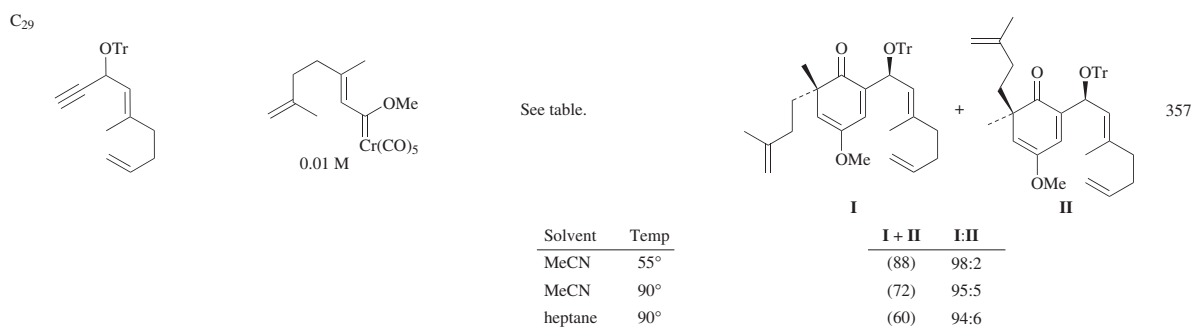 C29
OTr
OMe
Cr(CO)5
0.01 M
See table.
O
OTr
OMe
I
+
O
OTr
OMe
II
357
Solvent Temp I + II I:II
MeCN 55° (88) 98:2
MeCN 90° (72) 95:5
heptane 90° (60) 94:6